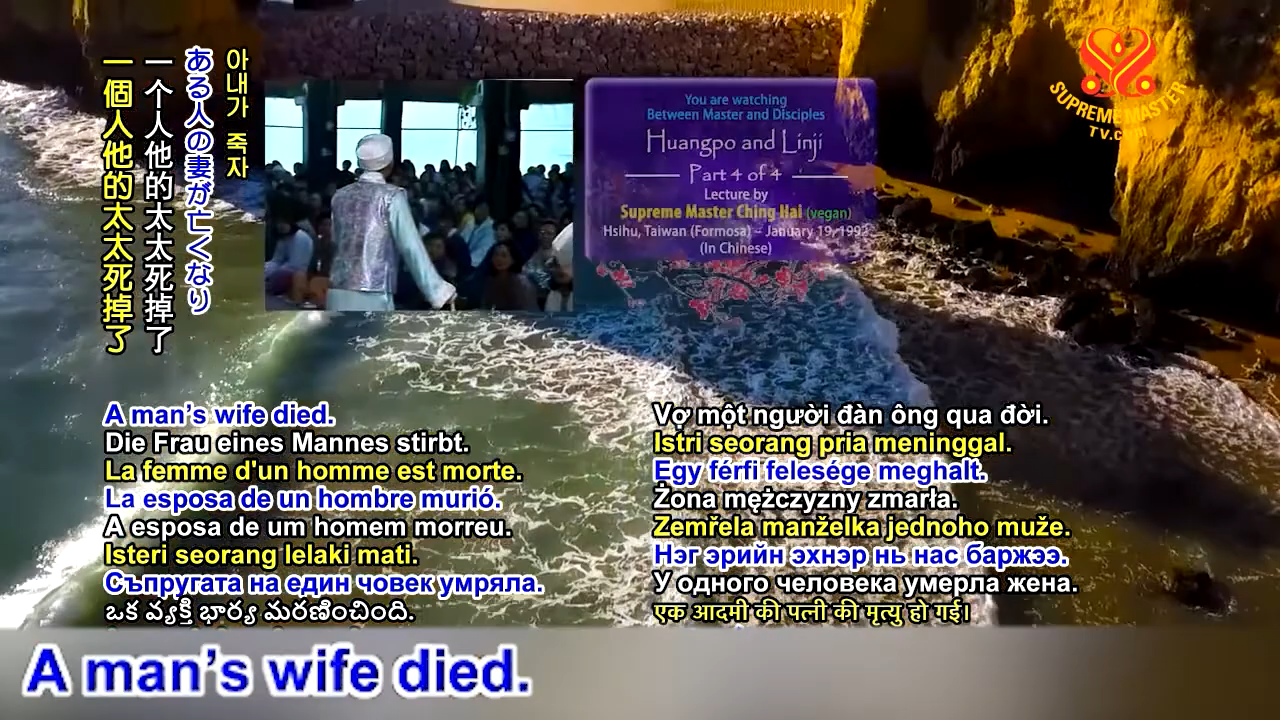 아내가 죽자
ある人の妻が亡くなり
一个人他的太太死掉了
一個人他的太太死掉了
You are watching
Between Master and Disciples
Huangpo and Linji
Part 4 of 4
Lecture by
Supreme Master Ching Hai (vegan)
Hsihu, Taiwan (Formosa) – January 19, 1992
(In Chinese)
SUPREME MASTER
TV.com
A man’s wife died.
Die Frau eines Mannes stirbt.
La femme d'un homme est morte.
La esposa de un hombre murió.
A esposa de um homem morreu.
Isteri seorang lelaki mati.
Съпругата на един човек умряла.
ఒక వ్యక్తి భార్య మరణించింది.
Vợ một người đàn ông qua đời.
Istri seorang pria meninggal.
Egy férfi felesége meghalt.
Żona mężczyzny zmarła.
Zemřela manželka jednoho muže.
Нэг эрийн эхнэр нь нас баржээ.
У одного человека умерла жена.
एक आदमी की पत्नी की मृत्यु हो गई।
A man’s wife died.